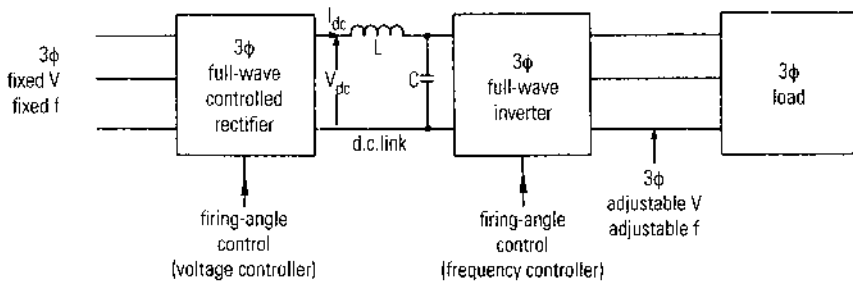 3ϕ
fixed V
fixed f
3ϕ
full-wave
controlled
rectifier
I_dc
V_dc
L
C
d.c.link
3ϕ
full-wave
inverter
3ϕ
load
firing-angle
control
(voltage controller)
firing-angle
control
(frequency controller)
3ϕ
adjustable V
adjustable f